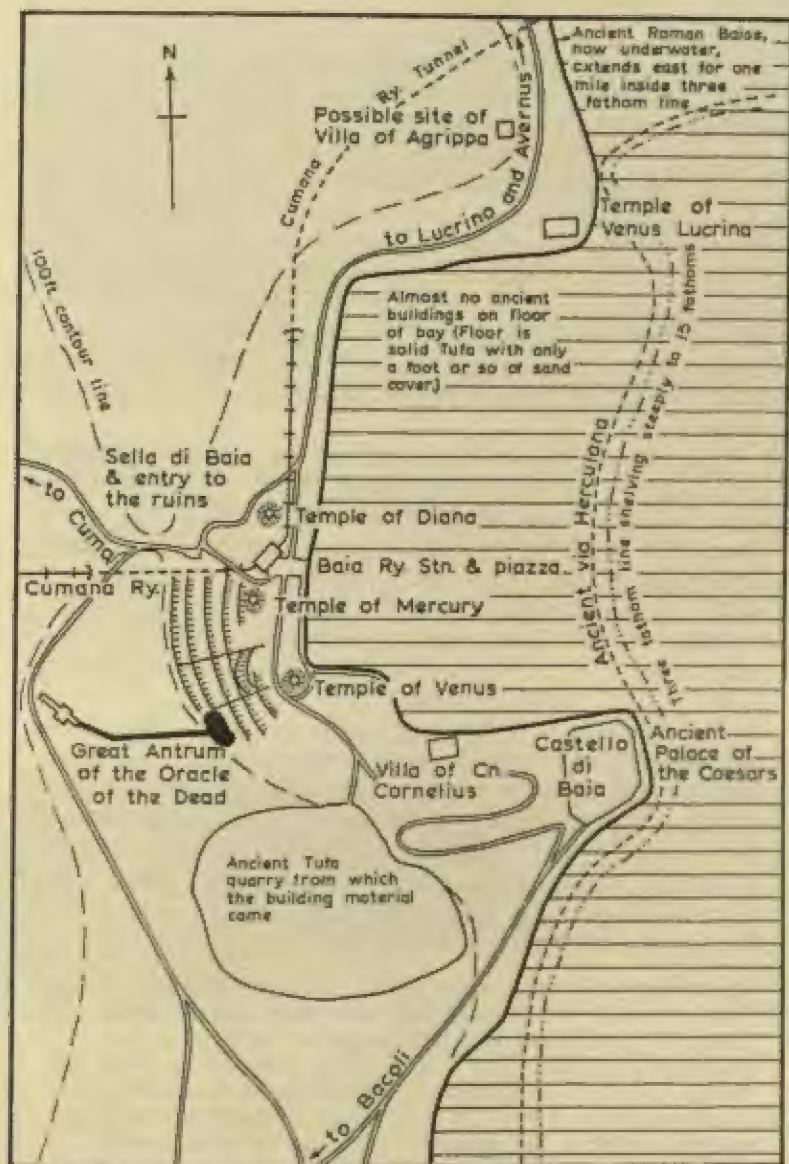 N
Cumana Ry. Tunnel
Ancient Roman Baiae,
now underwater,
extends east for one
mile inside three
fathom line
Possible site of
Villa of Agrippa
to Lucrino and Avernus
Temple of
Venus Lucrina
100ft contour line
Almost no ancient
buildings on floor
of bay (Floor is
solid Tufa with only
a foot or so of sand
cover.)
Ancient via Herculana
Three fathom line shelving steeply to 15 fathoms
Sella di Baia
& entry to
the ruins
to Cuma
Temple of Diana
Baia Ry Stn. & piazza
Cumana Ry.
Temple of Mercury
Temple of Venus
Great Antrum
of the Oracle
of the Dead
Villa of Cn.
Cornelius
Castello
di
Baia
Ancient
Palace of
the Caesars
Ancient Tufa
quarry from which
the building material
came
to Bacoli